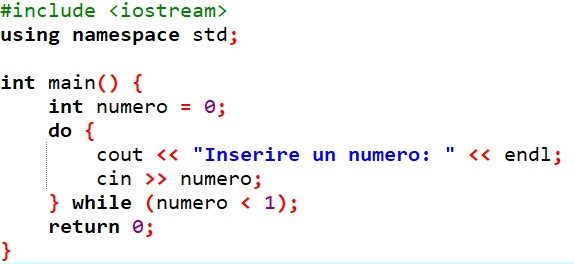 #include <iostream>
using namespace std;

int main() {
    int numero = 0;
    do {
        cout << "Inserire un numero: " << endl;
        cin >> numero;
    } while (numero < 1);
    return 0;
}